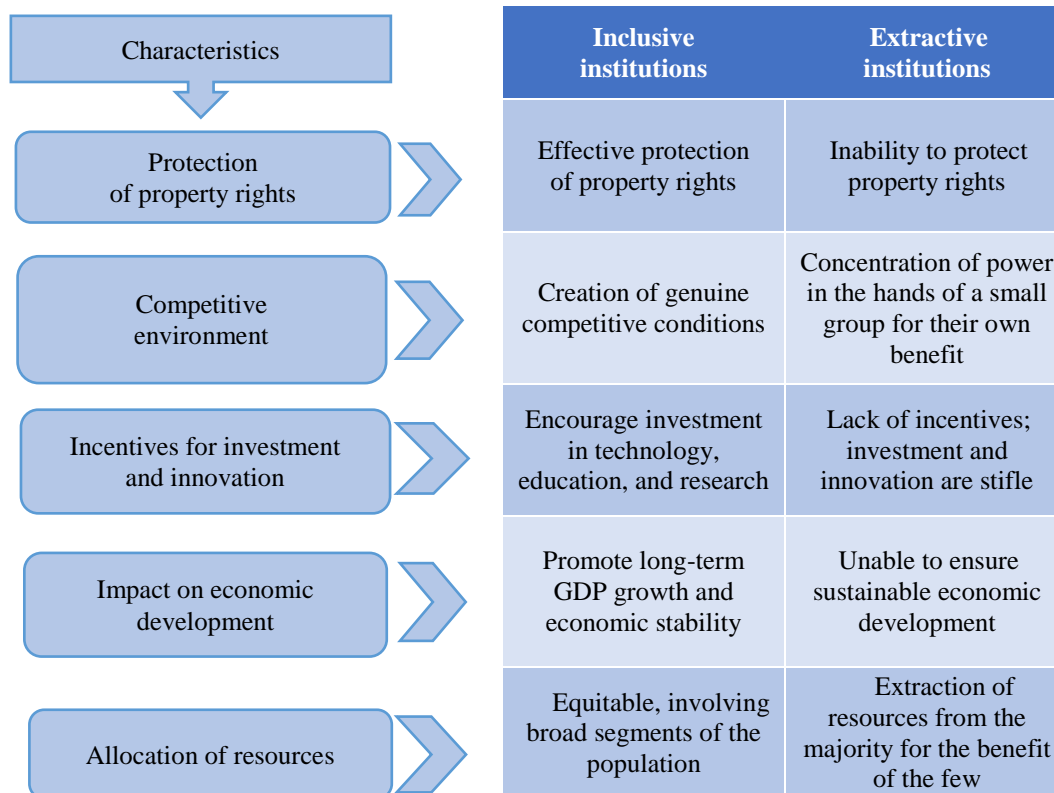 Characteristics
Inclusive
institutions
Extractive
institutions
Protection
of property rights
Effective protection
of property rights
Inability to protect
property rights
Competitive
environment
Creation of genuine
competitive conditions
Concentration of power
in the hands of a small
group for their own
benefit
Incentives for investment
and innovation
Encourage investment
in technology,
education, and research
Lack of incentives;
investment and
innovation are stifle
Impact on economic
development
Promote long-term
GDP growth and
economic stability
Unable to ensure
sustainable economic
development
Allocation of resources
Equitable, involving
broad segments of the
population
Extraction of
resources from the
majority for the benefit
of the few